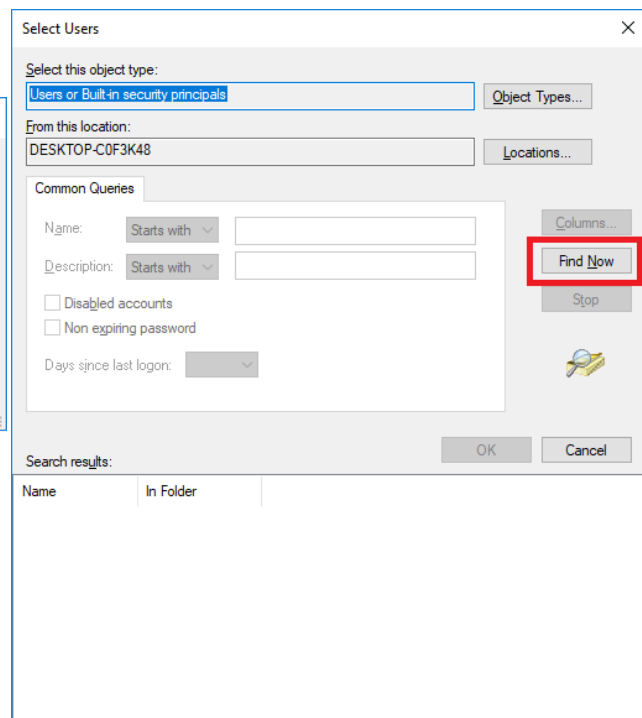 Select Users
Select this object type:
Users or Built-in security principals
Object Types...
From this location:
DESKTOP-C0F3K48
Locations...
Common Queries
Name:
Starts with
Columns...
Description:
Starts with
Find Now
Disabled accounts
Stop
Non expiring password
Days since last logon:
OK
Cancel
Search results:
Name
In Folder